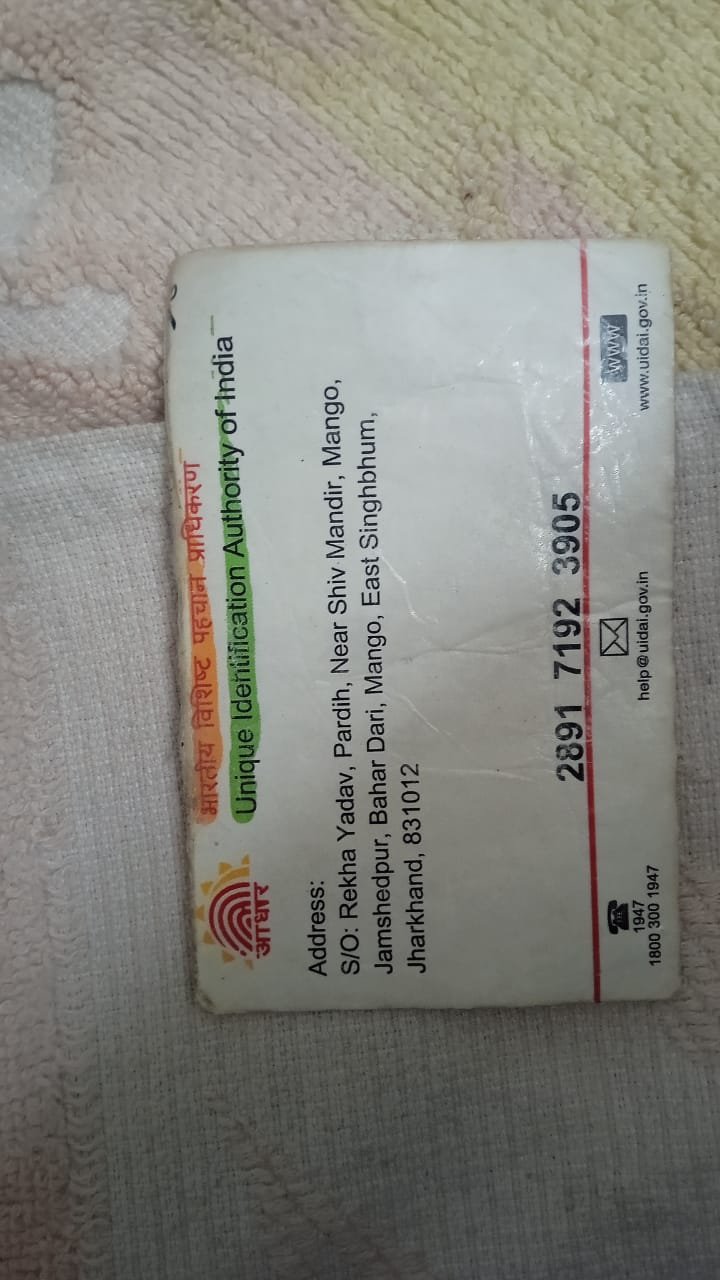 भारतीय विशिष्ट पहचान प्राधिकरण
Unique Identification Authority of India
आधार
Address:
S/O: Rekha Yadav, Pardih, Near Shiv Mandir, Mango,
Jamshedpur, Bahar Dari, Mango, East Singhbhum,
Jharkhand, 831012
2891 7192 3905
1947
1800 300 1947
help@uidai.gov.in
WWW
www.uidai.gov.in